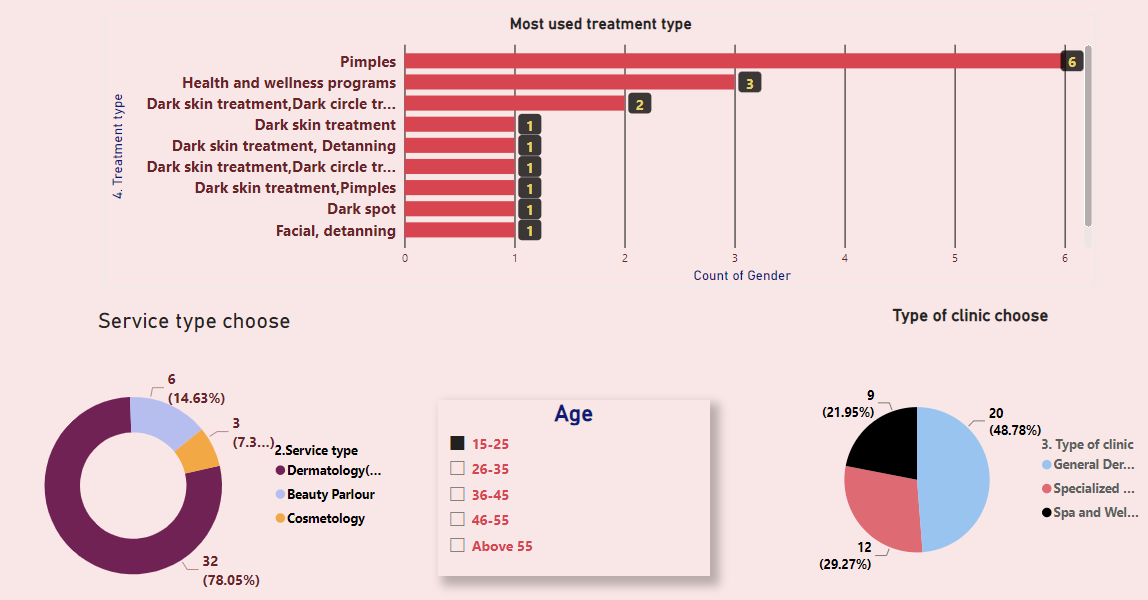 Most used treatment type
4. Treatment type
Pimples
6
Health and wellness programs
3
Dark skin treatment,Dark circle tr...
2
Dark skin treatment
1
Dark skin treatment, Detanning
1
Dark skin treatment,Dark circle tr...
1
Dark skin treatment,Pimples
1
Dark spot
1
Facial, detanning
1
0 1 2 3 4 5 6
Count of Gender
Service type choose
6
(14.63%)
3
(7.3...)
32
(78.05%)
2.Service type
Dermatology(...
Beauty Parlour
Cosmetology
Age
15-25
26-35
36-45
46-55
Above 55
Type of clinic choose
9
(21.95%)
20
(48.78%)
12
(29.27%)
3. Type of clinic
General Der...
Specialized ...
Spa and Wel...